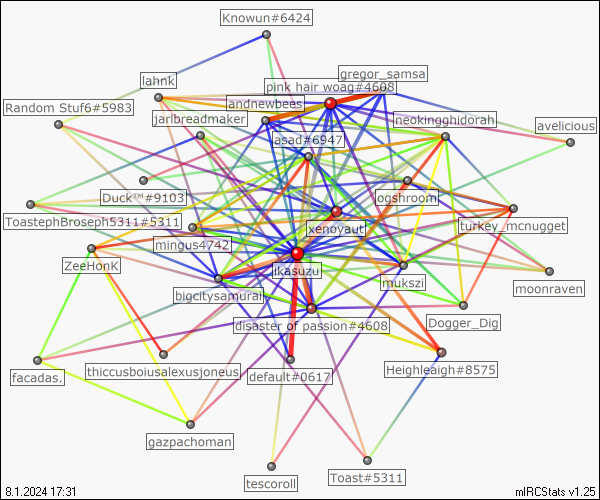 Knowun#6424
gregor_samsa
lahnk
pink hair woag#4608
Random Stuf6#5983
andnewbees
jarlbreadmaker
neokingghidorah
avelicious
asad#6947
Duck™#9103
ogshroom
ToastephBroseph5311#5311
xenovaut
turkey_mcnugget
mingus4742
ZeeHonk
ikasuzu
mukszi
moonraven
bigcitysamurai
disaster of passion#4608
Dogger_Dig
facadas.
thiccusboiusalexusjoneus
default#0617
Heighleaigh#8575
gazpachoman
tescoroll
Toast#5311
8.1.2024 17:31
mIRCStats v1.25